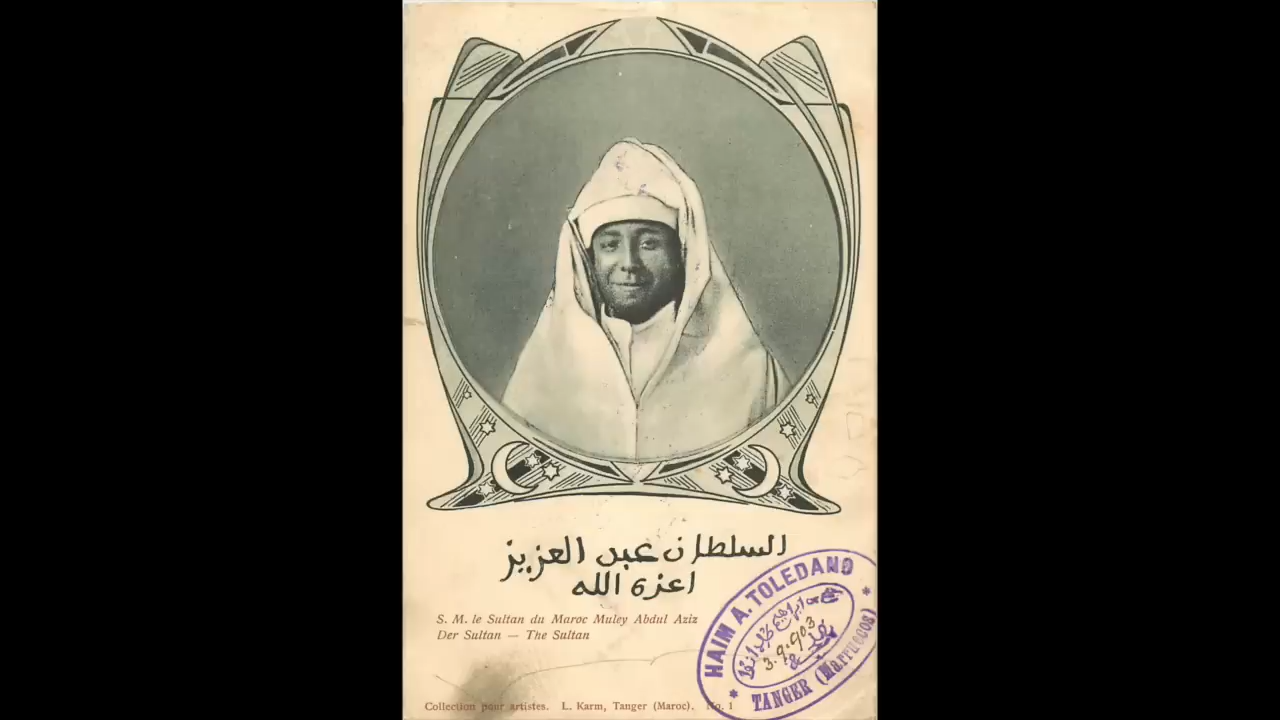 السلطان عبد العزيز
اعزه الله
S. M. le Sultan du Maroc Muley Abdul Aziz
Der Sultan — The Sultan
HAIM A. TOLEDANO
3.9.903
* TANGER (Marruecos) *
Collection pour artistes. L. Karm, Tanger (Maroc). No. 1